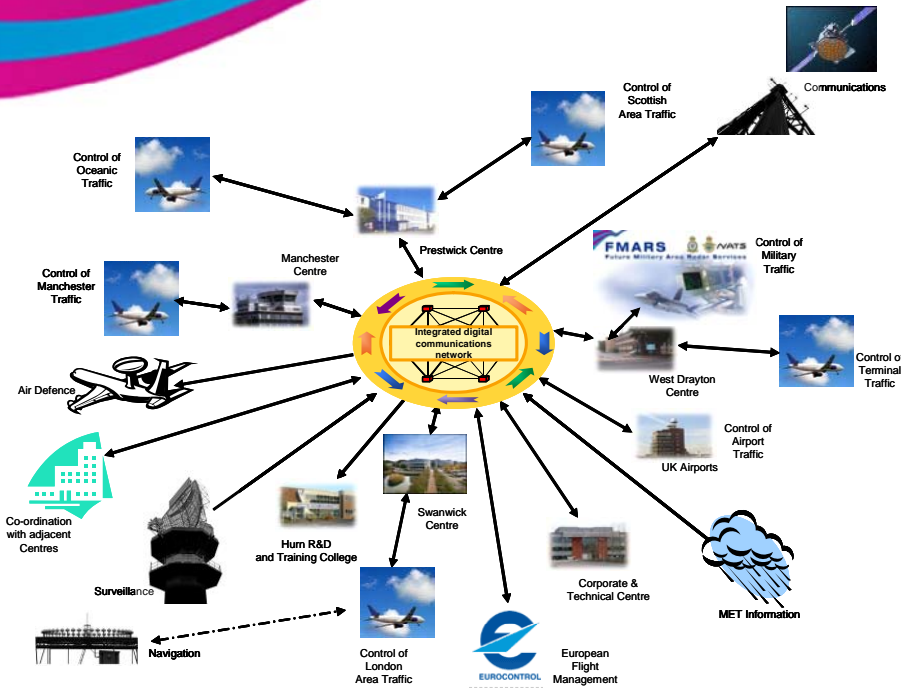 Communications
Control of
Scottish
Area Traffic
Control of
Oceanic
Traffic
Prestwick Centre
FMARS
NATS
Future Military Area Radar Services
Control of
Military
Traffic
Manchester
Centre
Control of
Manchester
Traffic
Integrated digital
communications
network
Control o
Terminal
Traffic
West Drayton
Centre
Air Defence
Control of
Airport
Traffic
UK Airports
Co-ordination
with adjacent
Centres
Swanwick
Centre
Hurn R&D
and Training College
Surveillance
Corporate &
Technical Centre
MET Information
Navigation
Control of
London
Area Traffic
EUROCONTROL
European
Flight
Management